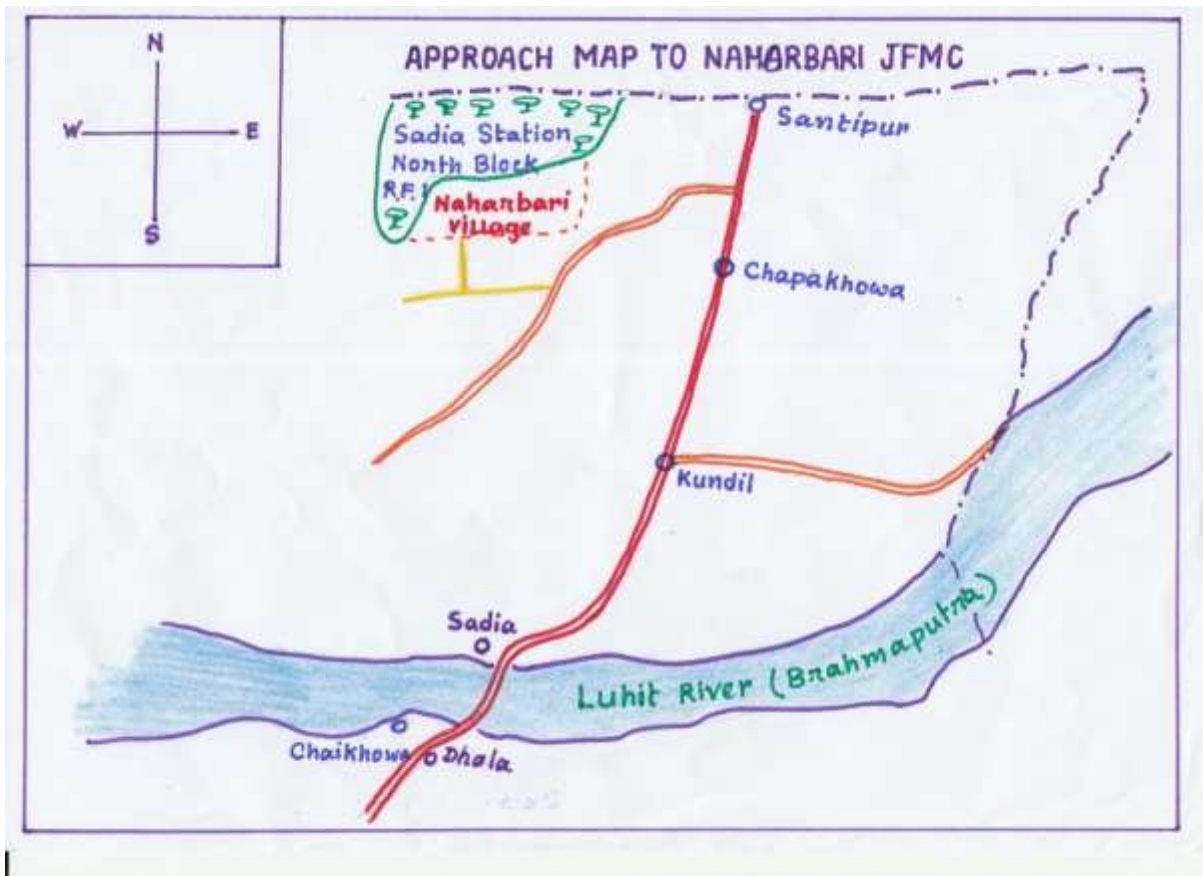 N
W E
S
APPROACH MAP TO NAHARBARI JFMC
Santipur
Sadia Station
North Block
R.F.
Naharbari
village
Chapakhowa
Kundil
Sadia
Luhit River (Brahmaputra)
Chaikhowa
Dhala